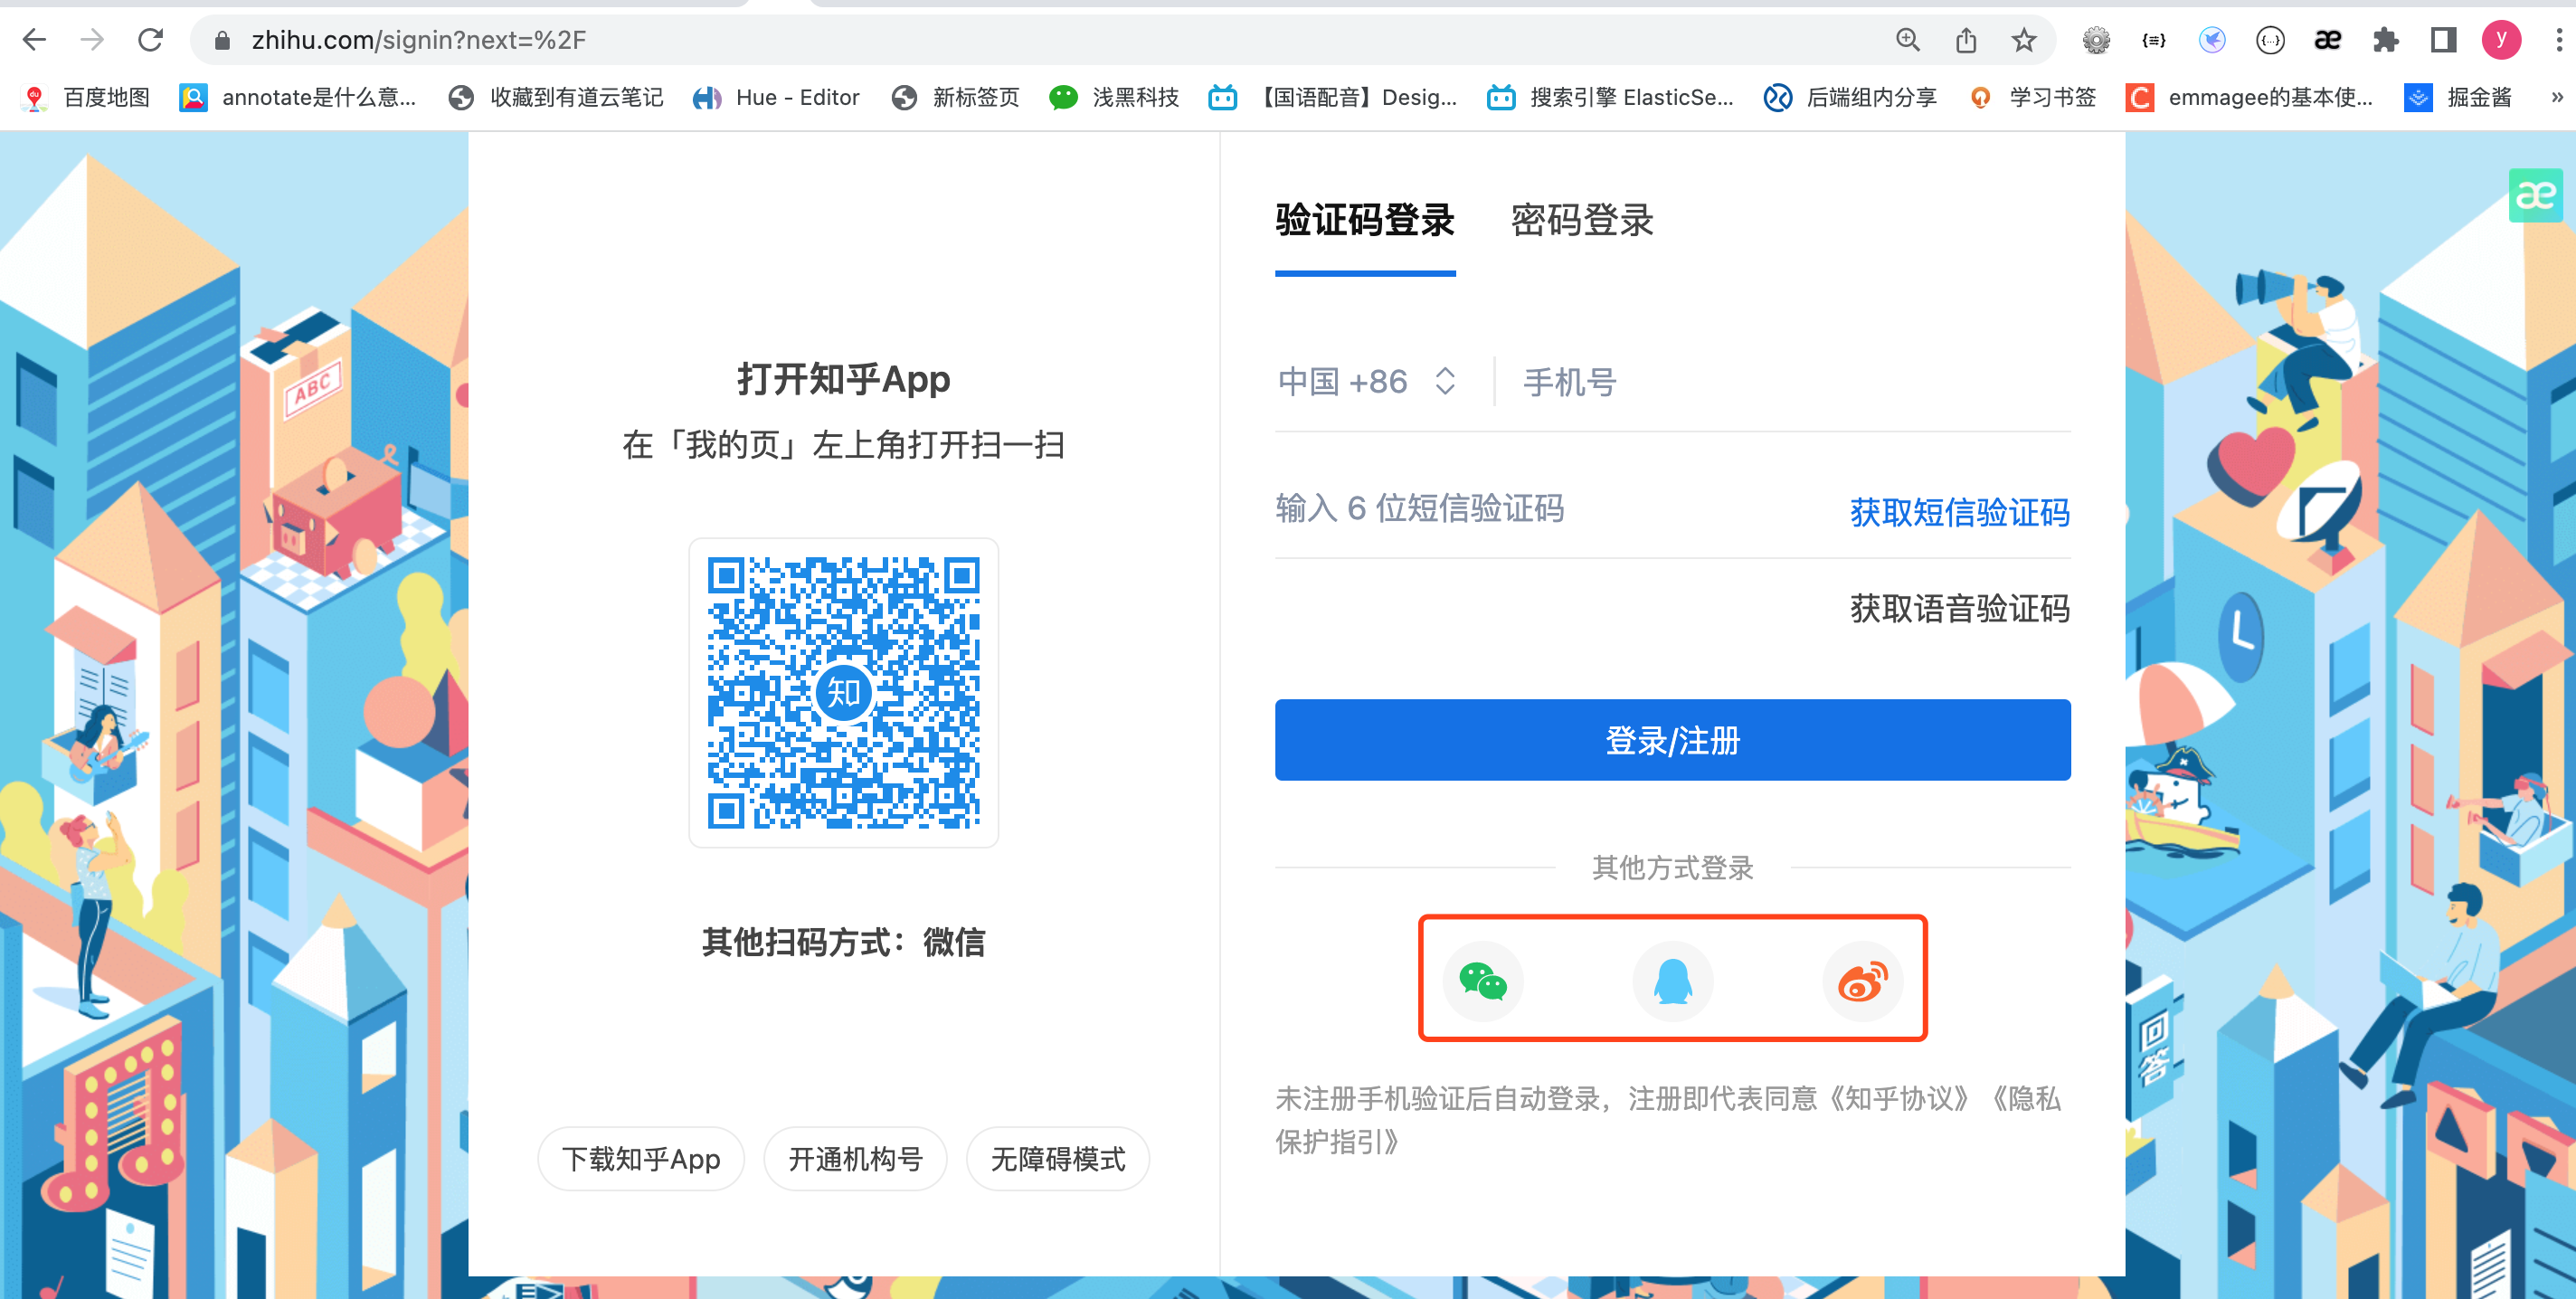 zhihu.com/signin?next=%2F
y
百度地图
annotate是什么意...
收藏到有道云笔记
Hue - Editor
新标签页
浅黑科技
【国语配音】Desig...
搜索引擎 ElasticSe...
后端组内分享
学习书签
emmagee的基本使...
掘金酱
»
验证码登录
密码登录
打开知乎App
在「我的页」左上角打开扫一扫
中国 +86
手机号
输入 6 位短信验证码
获取短信验证码
获取语音验证码
知
登录/注册
其他方式登录
其他扫码方式：微信
未注册手机验证后自动登录，注册即代表同意《知乎协议》《隐私
保护指引》
下载知乎App
开通机构号
无障碍模式
ABC
回答
æ